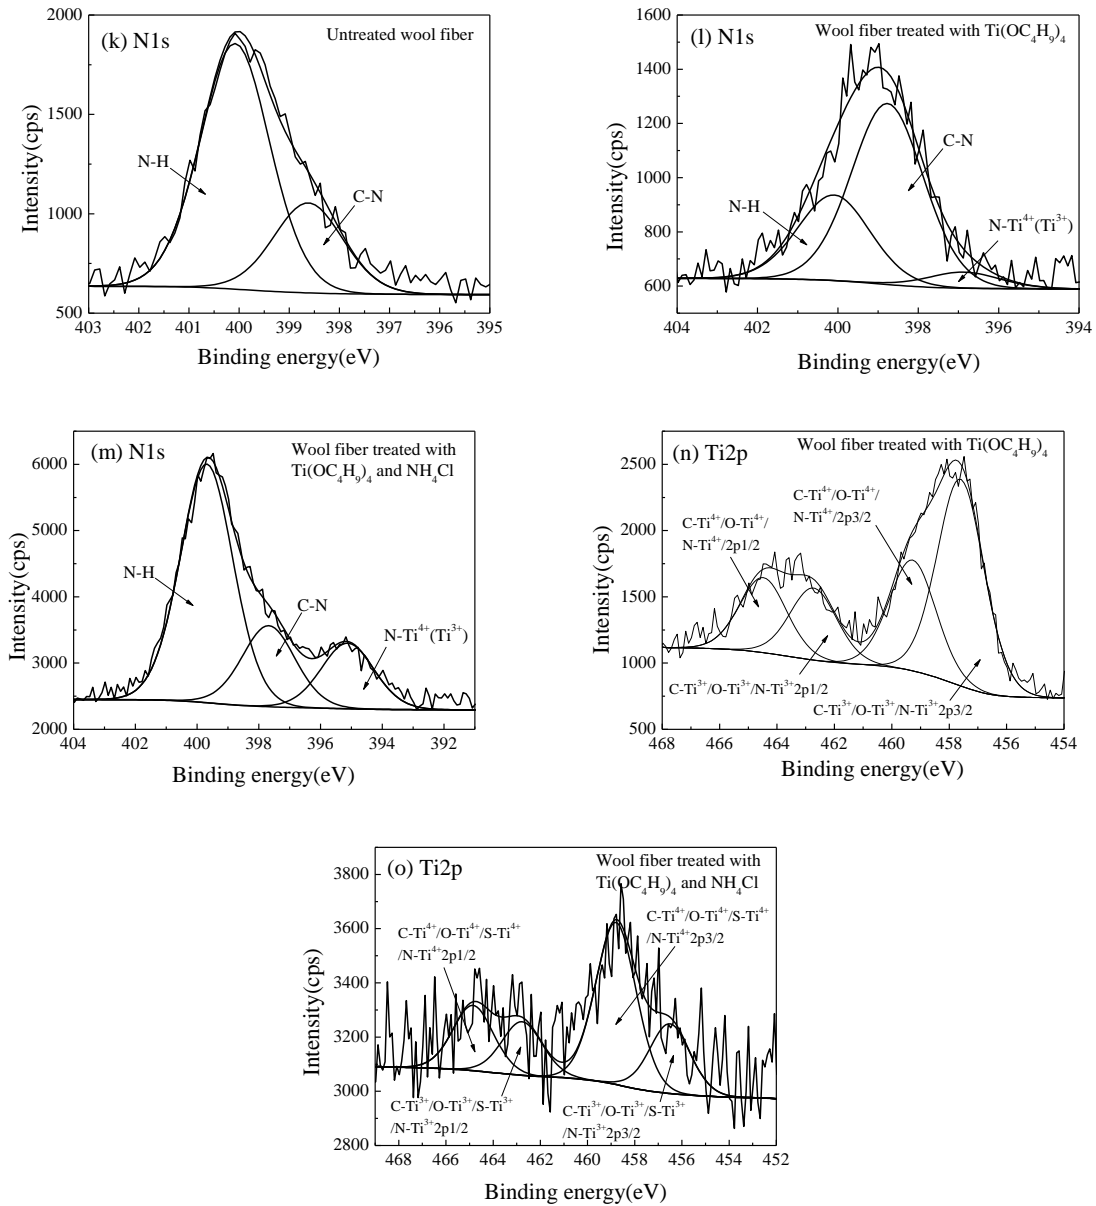 (k) N1s
Untreated wool fiber
2000
1500
1000
500
Intensity(cps)
N-H
C-N
403 402 401 400 399 398 397 396 395
Binding energy(eV)
(l) N1s
Wool fiber treated with Ti(OC₄H₉)₄
1600
1400
1200
1000
800
600
Intensity(cps)
C-N
N-H
N-Ti⁴⁺(Ti³⁺)
404 402 400 398 396 394
Binding energy(eV)
(m) N1s
Wool fiber treated with
Ti(OC₄H₉)₄ and NH₄Cl
6000
5000
4000
3000
2000
Intensity(cps)
N-H
C-N
N-Ti⁴⁺(Ti³⁺)
404 402 400 398 396 394 392
Binding energy(eV)
(n) Ti2p
Wool fiber treated with Ti(OC₄H₉)₄
2500
2000
1500
1000
500
Intensity(cps)
C-Ti⁴⁺/O-Ti⁴⁺/
N-Ti⁴⁺/2p3/2
C-Ti⁴⁺/O-Ti⁴⁺/
N-Ti⁴⁺/2p1/2
C-Ti³⁺/O-Ti³⁺/N-Ti³⁺2p1/2
C-Ti³⁺/O-Ti³⁺/N-Ti³⁺2p3/2
468 466 464 462 460 458 456 454
Binding energy(eV)
(o) Ti2p
Wool fiber treated with
Ti(OC₄H₉)₄ and NH₄Cl
3800
3600
3400
3200
3000
2800
Intensity(cps)
C-Ti⁴⁺/O-Ti⁴⁺/S-Ti⁴⁺
/N-Ti⁴⁺2p3/2
C-Ti⁴⁺/O-Ti⁴⁺/S-Ti⁴⁺
/N-Ti⁴⁺2p1/2
C-Ti³⁺/O-Ti³⁺/S-Ti³⁺
/N-Ti³⁺2p1/2
C-Ti³⁺/O-Ti³⁺/S-Ti³⁺
/N-Ti³⁺2p3/2
468 466 464 462 460 458 456 454 452
Binding energy(eV)